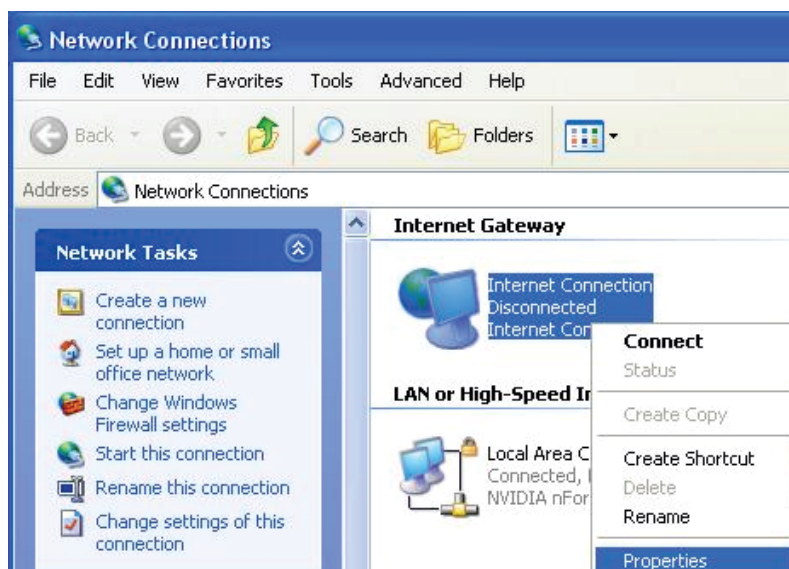 Network Connections
File Edit View Favorites Tools Advanced Help
Back Search Folders
Address Network Connections
Network Tasks
Create a new
connection
Set up a home or small
office network
Change Windows
Firewall settings
Start this connection
Rename this connection
Change settings of this
connection
Internet Gateway
Internet Connection
Disconnected
Internet
LAN or High-Speed
Local Area
Connected,
NVIDIA
Connect
Status
Create Copy
Create Shortcut
Delete
Rename
Properties